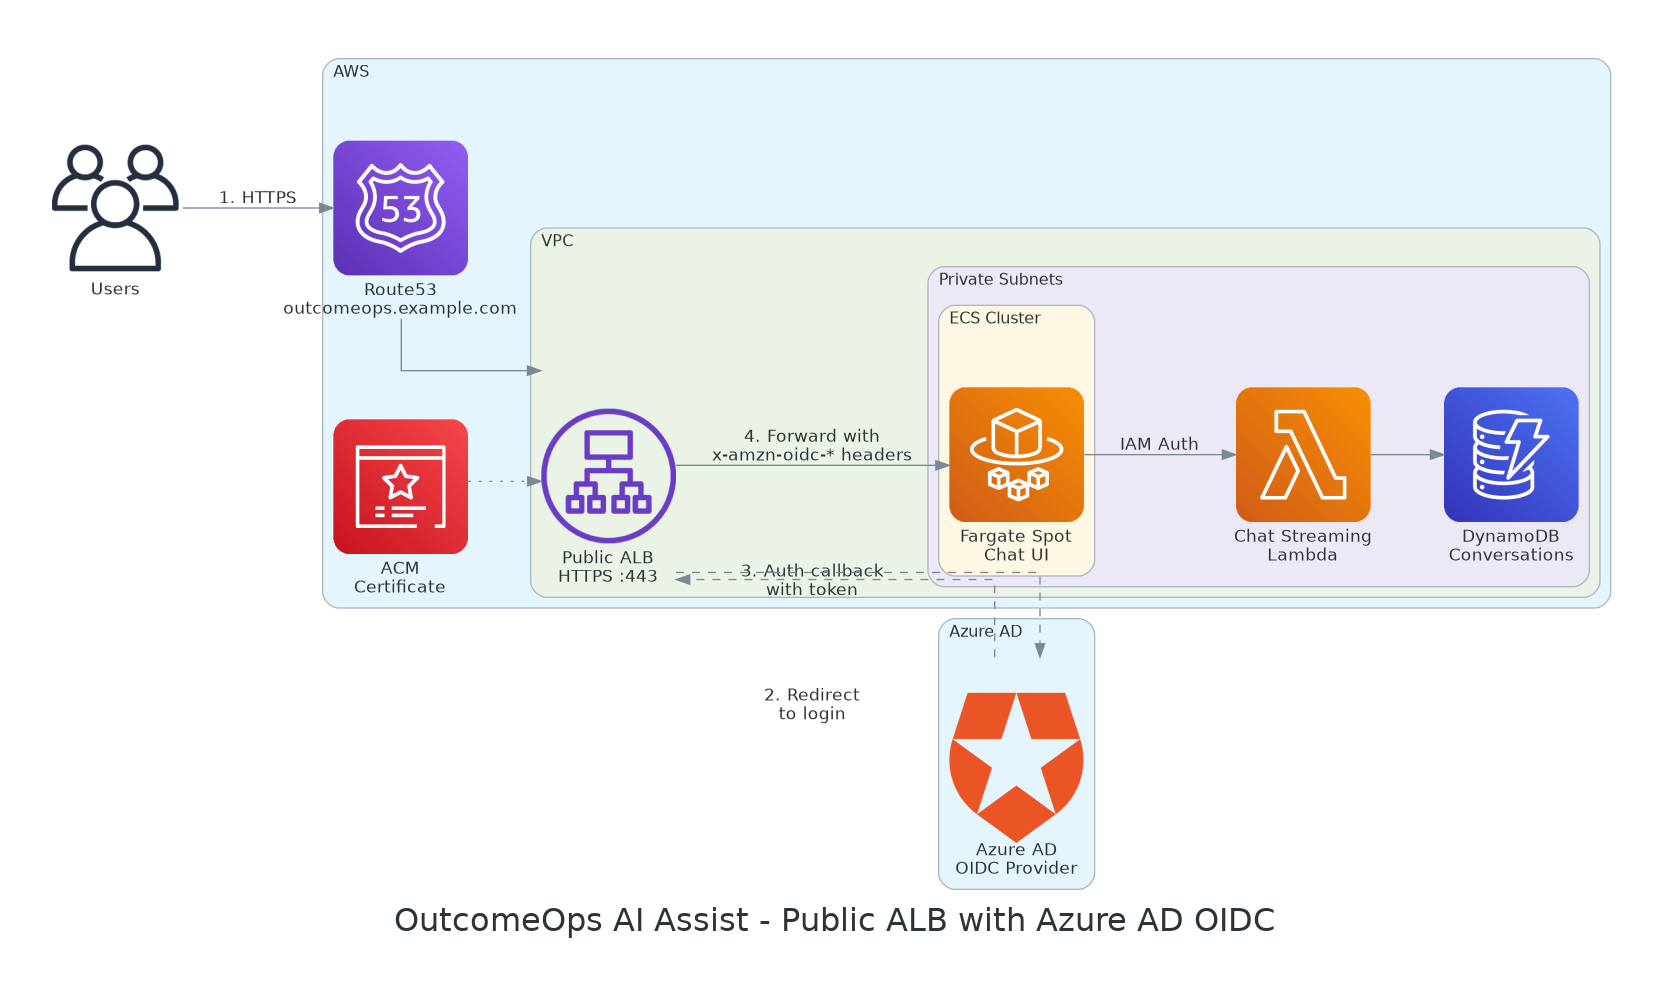 AWS
1. HTTPS
53
Users
Route53
outcomeops.example.com
VPC
Private Subnets
ECS Cluster
4. Forward with
x-amzn-oidc-* headers
IAM Auth
ACM
Certificate
Public ALB
HTTPS :443
Fargate Spot
Chat UI
Chat Streaming
Lambda
DynamoDB
Conversations
3. Auth callback
with token
Azure AD
2. Redirect
to login
Azure AD
OIDC Provider
OutcomeOps AI Assist - Public ALB with Azure AD OIDC